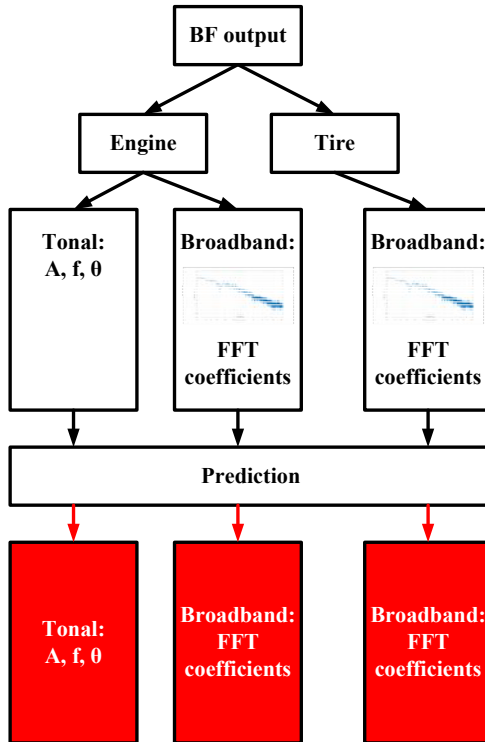 BF output
Engine
Tire
Tonal:
A, f, θ
Broadband:
FFT
coefficients
Broadband:
FFT
coefficients
Prediction
Tonal:
A, f, θ
Broadband:
FFT
coefficients
Broadband:
FFT
coefficients